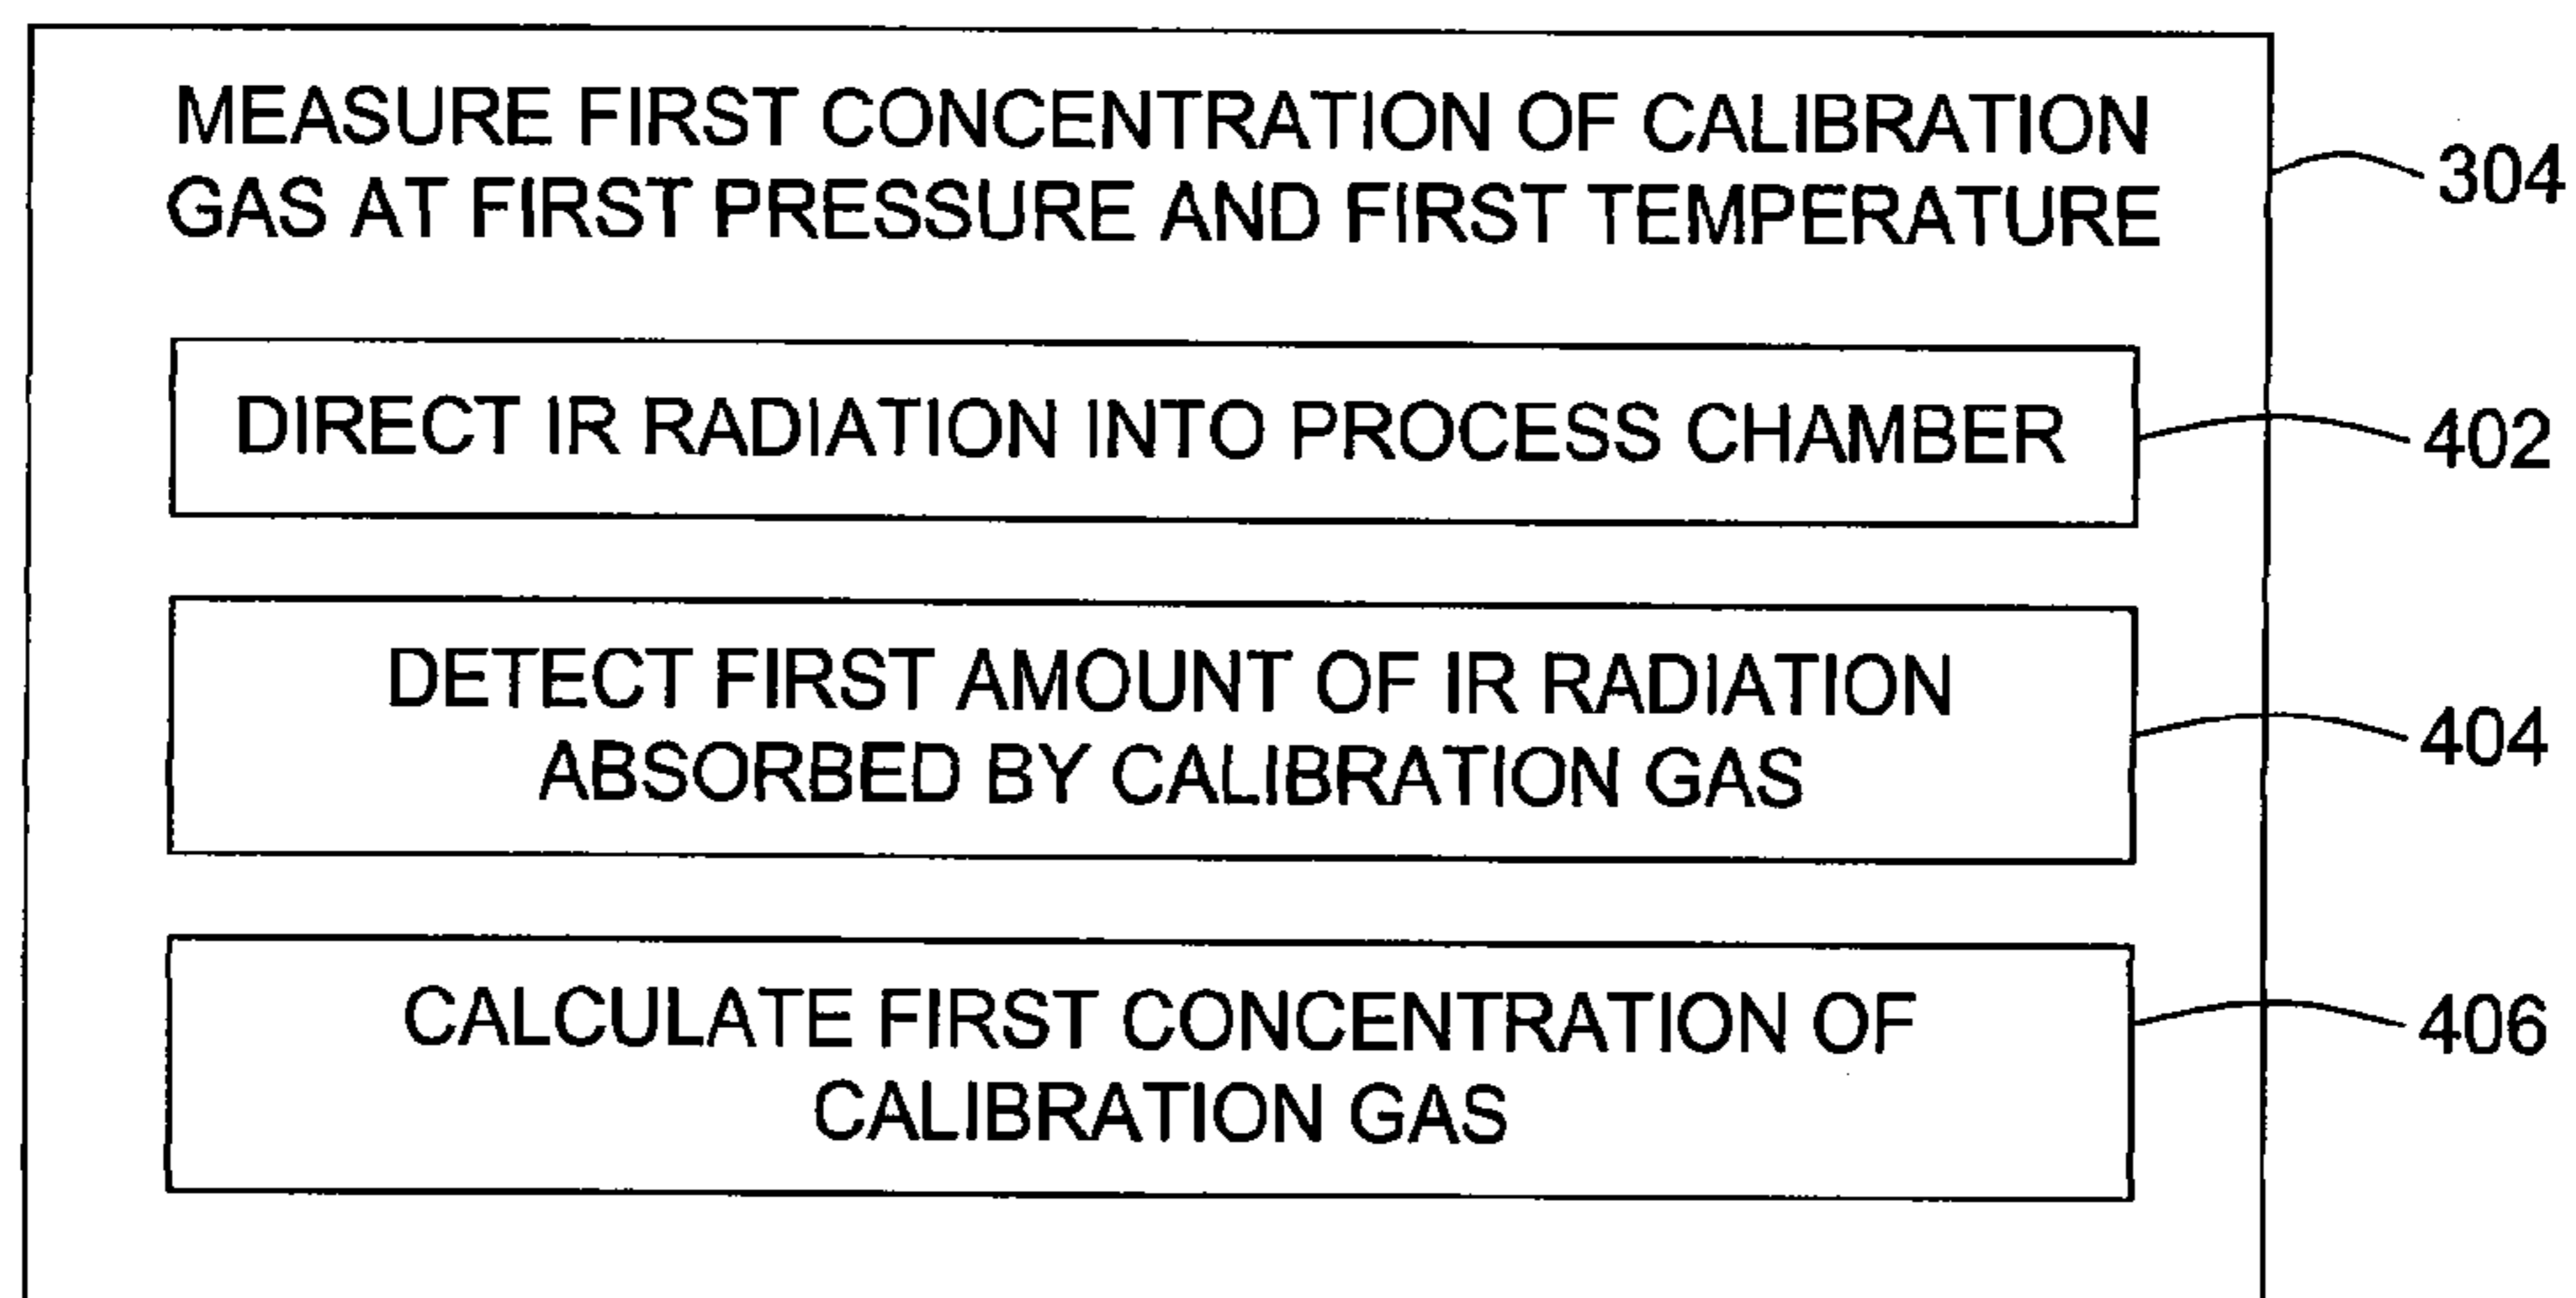 MEASURE FIRST CONCENTRATION OF CALIBRATION
GAS AT FIRST PRESSURE AND FIRST TEMPERATURE
304
DIRECT IR RADIATION INTO PROCESS CHAMBER
402
DETECT FIRST AMOUNT OF IR RADIATION
ABSORBED BY CALIBRATION GAS
404
CALCULATE FIRST CONCENTRATION OF
CALIBRATION GAS
406